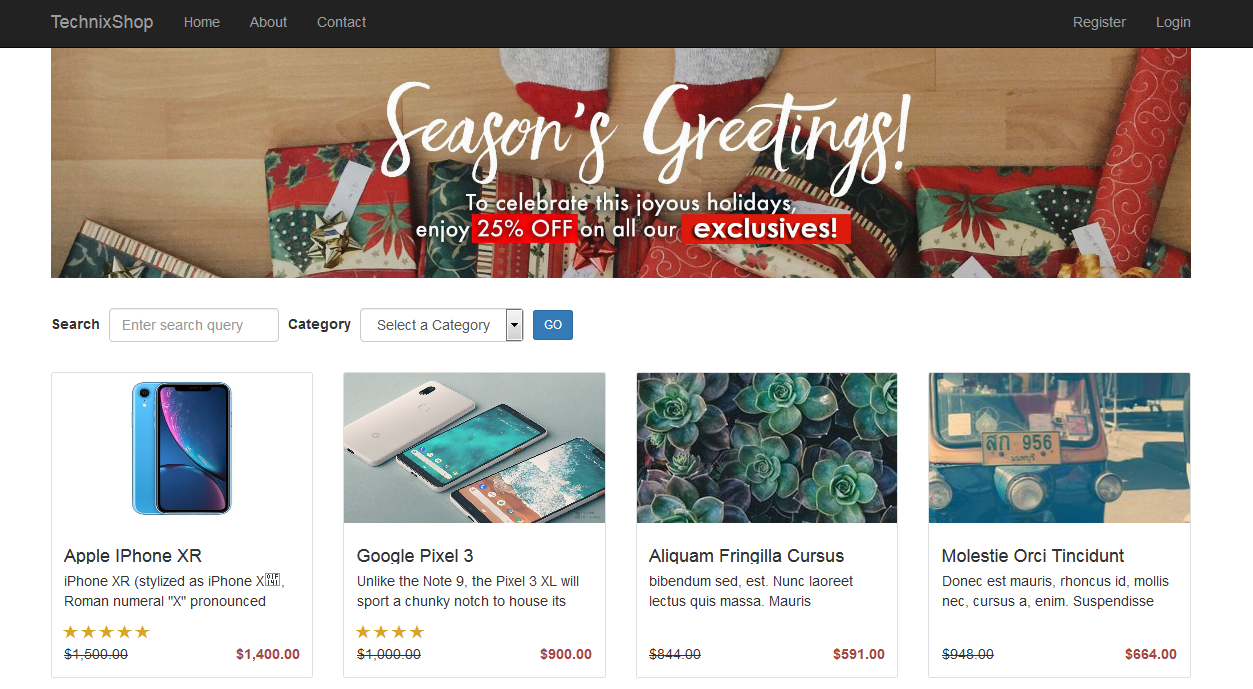 TechnixShop Home About Contact Register Login
Season's Greetings!
To celebrate this joyous holidays,
enjoy 25% OFF on all our exclusives!
Search Enter search query Category Select a Category GO
สีก 956
Apple IPhone XR
iPhone XR (stylized as iPhone X,
Roman numeral "X" pronounced
$1,500.00 $1,400.00
Google Pixel 3
Unlike the Note 9, the Pixel 3 XL will
sport a chunky notch to house its
$1,000.00 $900.00
Aliquam Fringilla Cursus
bibendum sed, est. Nunc laoreet
lectus quis massa. Mauris
$844.00 $591.00
Molestie Orci Tincidunt
Donec est mauris, rhoncus id, mollis
nec, cursus a, enim. Suspendisse
$948.00 $664.00